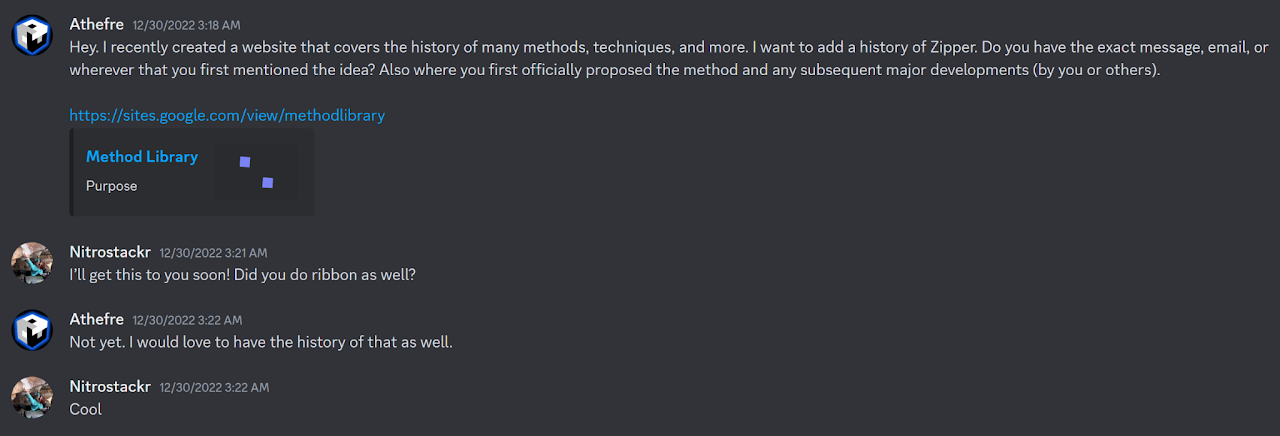 Athefre 12/30/2022 3:18 AM
Hey. I recently created a website that covers the history of many methods, techniques, and more. I want to add a history of Zipper. Do you have the exact message, email, or
wherever that you first mentioned the idea? Also where you first officially proposed the method and any subsequent major developments (by you or others).
https://sites.google.com/view/methodlibrary
Method Library
Purpose
Nitrostackr 12/30/2022 3:21 AM
I'll get this to you soon! Did you do ribbon as well?
Athefre 12/30/2022 3:22 AM
Not yet. I would love to have the history of that as well.
Nitrostackr 12/30/2022 3:22 AM
Cool